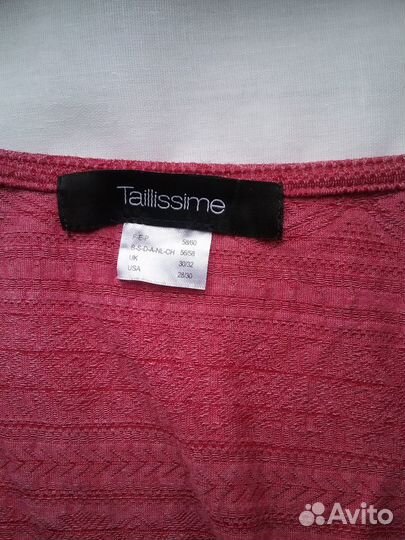 Taillissime
F-E-P 58/60
B-S-D-A-NL-CH 56/58
UK 30/32
USA 28/30
Avito